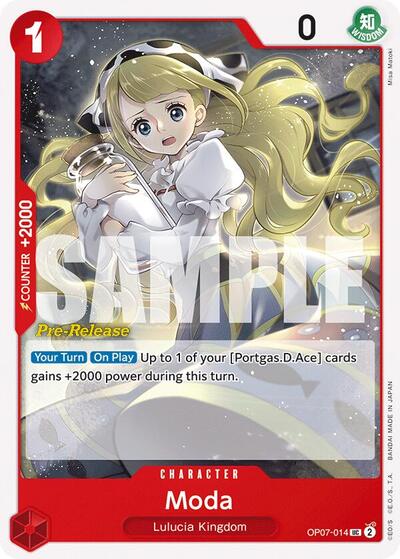 1
0
知
WISDOM
Misa Matoki
COUNTER +2000
SAMPLE
Pre-Release
Your Turn On Play Up to 1 of your [Portgas.D.Ace] cards
gains +2000 power during this turn.
©E.O./S., T.A. BANDAI MADE IN JAPAN
CHARACTER
Moda
Lulucia Kingdom
OP07-014 UC 2